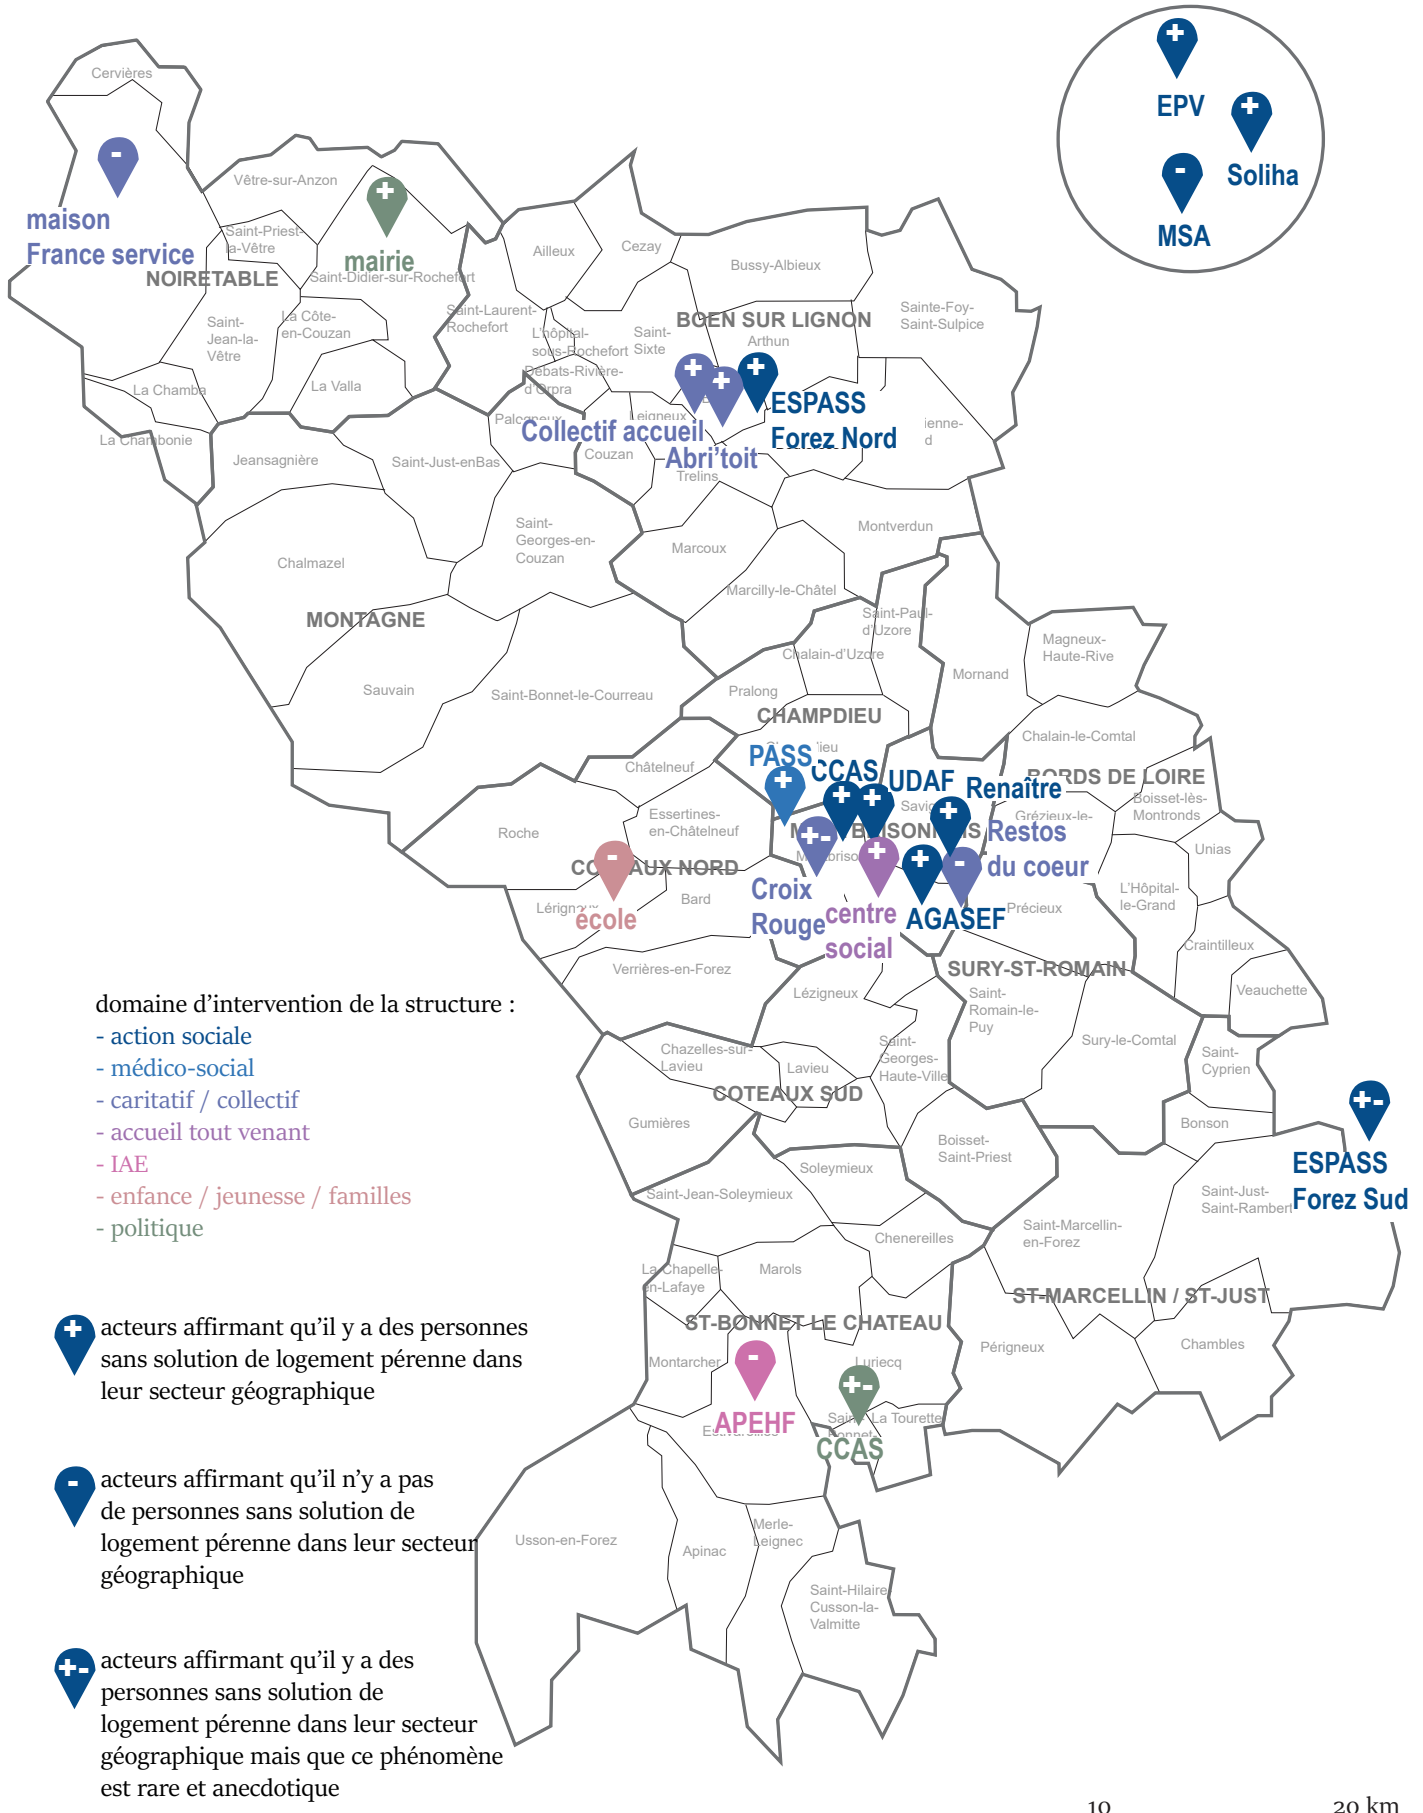 Cervières
+
EPV
+
Soliha
-
MSA
-
maison
France service
NOIRETABLE
Vêtre-sur-Anzon
+
mairie
Saint-Priest-
la-Vêtre
Saint-Didier-sur-Rochefort
Saint-
Jean-la-
Vêtre
La Côte-
en-Couzan
La Valla
La Chamba
La Chambonie
Ailleux
Cezay
Bussy-Albieux
Sainte-Foy-
Saint-Sulpice
Saint-Laurent-
Rochefort
L'hôpital-
sous-Rochefort
Saint-
Sixte
BOEN SUR LIGNON
Arthun
Débats-Rivière-
d'Orpra
+
+
+
ESPASS
Forez Nord
Leigneux
Collectif accueil
Abri'toit
Couzan
Trelins
ienne-
d
Jeansagnière
Saint-Just-enBas
Saint-
Georges-en-
Couzan
Marcoux
Montverdun
Chalmazel
Marcilly-le-Châtel
MONTAGNE
Saint-Paul-
d'Uzore
Chalain-d'Uzore
Magneux-
Haute-Rive
Mornand
Sauvain
Saint-Bonnet-le-Courreau
Pralong
CHAMPDIEU
Chalain-le-Comtal
Châtelneuf
PASS
CCAS
UDAF
Renaître
BORDS DE LOIRE
Boisset-lès-
Montronds
Essertines-
en-Châtelneuf
Roche
+
+
+
+
+-
+
+
-
Grézieux-le-
Restos
du coeur
Unias
-
école
Bard
Croix
Rouge
centre
social
AGASEF
Précieux
L'Hôpital-
le-Grand
Craintilleux
Veauchette
Verrières-en-Forez
Lézigneux
SURY-ST-ROMAIN
Saint-
Romain-le-
Puy
Sury-le-Comtal
Saint-
Cyprien
Bonson
Chazelles-sur-
Lavieu
Lavieu
Saint-
Georges-
Haute-Ville
COTEAUX SUD
Gumières
Boisset-
Saint-Priest
+-
ESPASS
Forez Sud
Saint-Just-
Saint-Rambert
domaine d'intervention de la structure :
- action sociale
- médico-social
- caritatif / collectif
- accueil tout venant
- IAE
- enfance / jeunesse / familles
- politique
Soleymieux
Saint-Jean-Soleymieux
Chenereilles
Saint-Marcellin-
en-Forez
La Chapelle-
en-Lafaye
Marols
ST-MARCELLIN / ST-JUST
ST-BONNET LE CHATEAU
Périgneux
Chambles
Montarcher
-
APEHF
Luriecq
+-
CCAS
La Tourette
Usson-en-Forez
Apinac
Merle-
Leignec
Saint-Hilaire
Cusson-la-
Valmitte
+
acteurs affirmant qu'il y a des personnes
sans solution de logement pérenne dans
leur secteur géographique
-
acteurs affirmant qu'il n'y a pas
de personnes sans solution de
logement pérenne dans leur secteur
géographique
+-
acteurs affirmant qu'il y a des
personnes sans solution de
logement pérenne dans leur secteur
géographique mais que ce phénomène
est rare et anecdotique
10
20 km